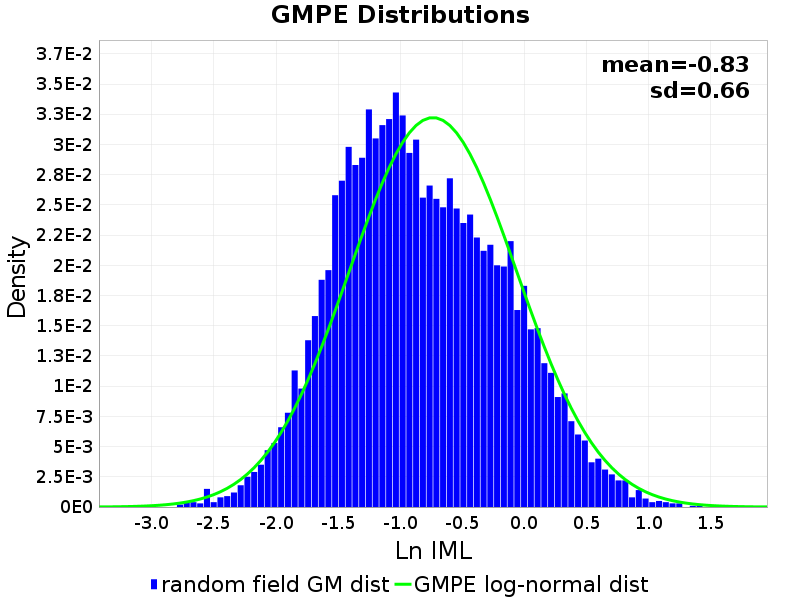 GMPE Distributions
mean=-0.83
sd=0.66
Density
3.7E-2
3.5E-2
3.3E-2
3E-2
2.8E-2
2.5E-2
2.2E-2
2E-2
1.8E-2
1.5E-2
1.3E-2
1E-2
7.5E-3
5E-3
2.5E-3
0E0
-3.0 -2.5 -2.0 -1.5 -1.0 -0.5 0.0 0.5 1.0 1.5
Ln IML
random field GM dist GMPE log-normal dist